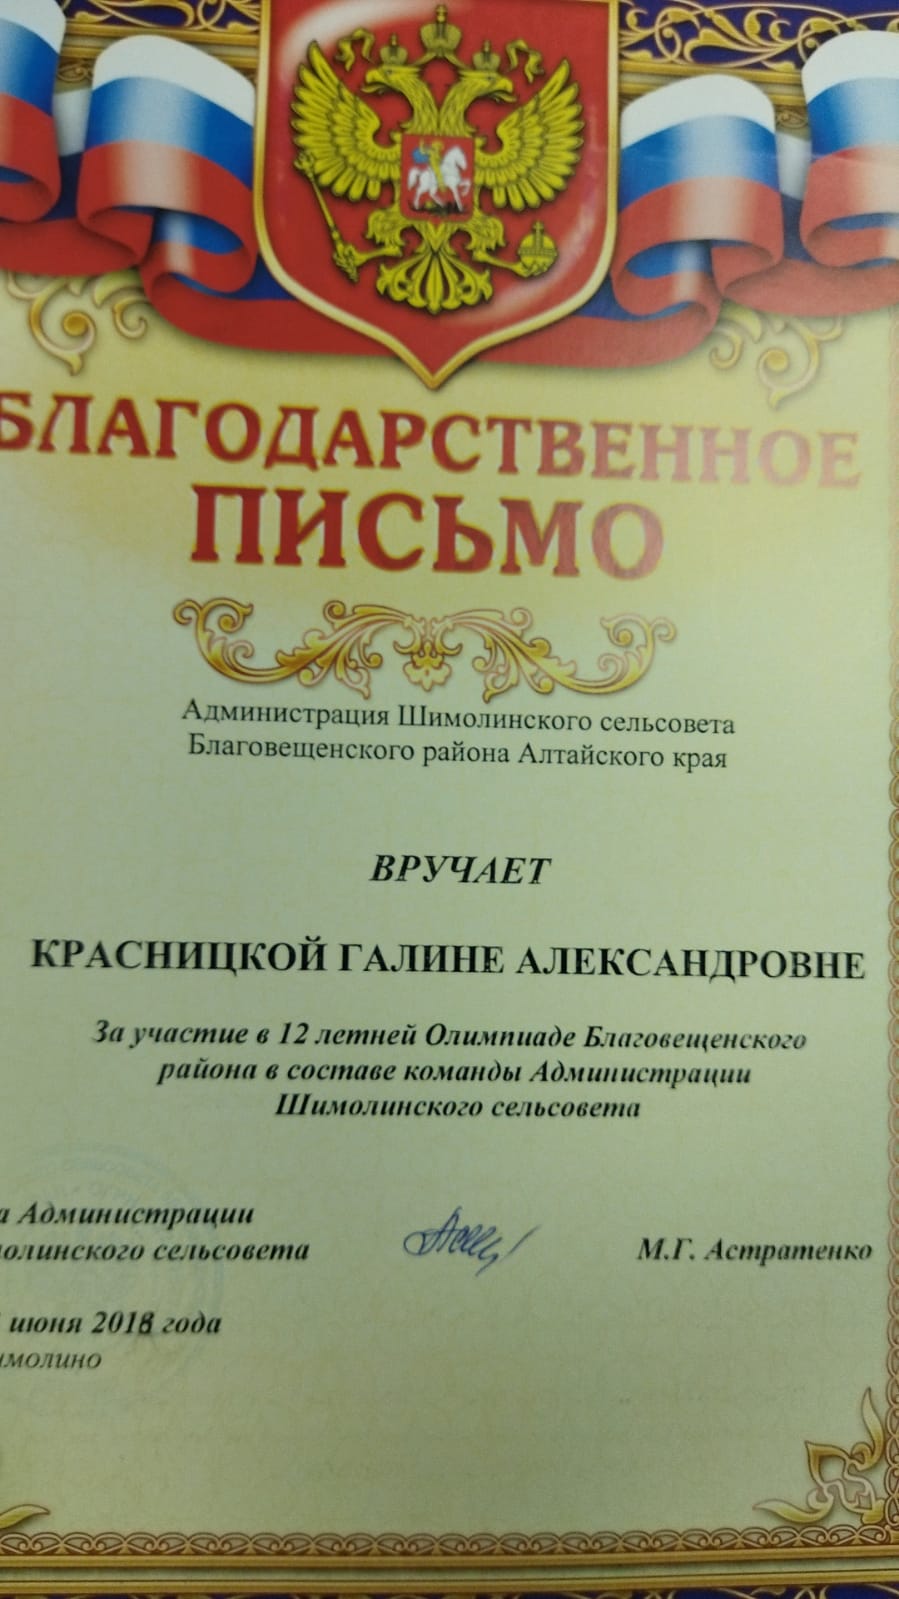 БЛАГОДАРСТВЕННОЕ
ПИСЬМО
Администрация Шимолинского сельсовета
Благовещенского района Алтайского края
ВРУЧАЕТ
КРАСНИЦКОЙ ГАЛИНЕ АЛЕКСАНДРОВНЕ
За участие в 12 летней Олимпиаде Благовещенского
района в составе команды Администрации
Шимолинского сельсовета
а Администрации
молинского сельсовета М.Г. Астратенко
июня 2018 года
имолино